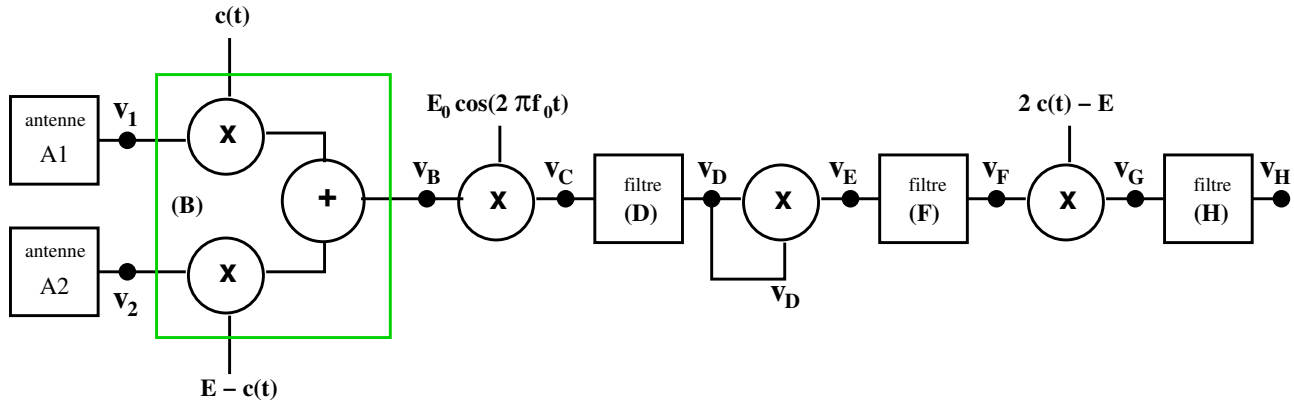 c(t)
antenne
A1
v₁
X
(B)
+
antenne
A2
v₂
X
E – c(t)
v_B
E₀ cos(2 πf₀t)
X
v_C
filtre
(D)
v_D
X
v_D
v_E
filtre
(F)
v_F
2 c(t) – E
X
v_G
filtre
(H)
v_H